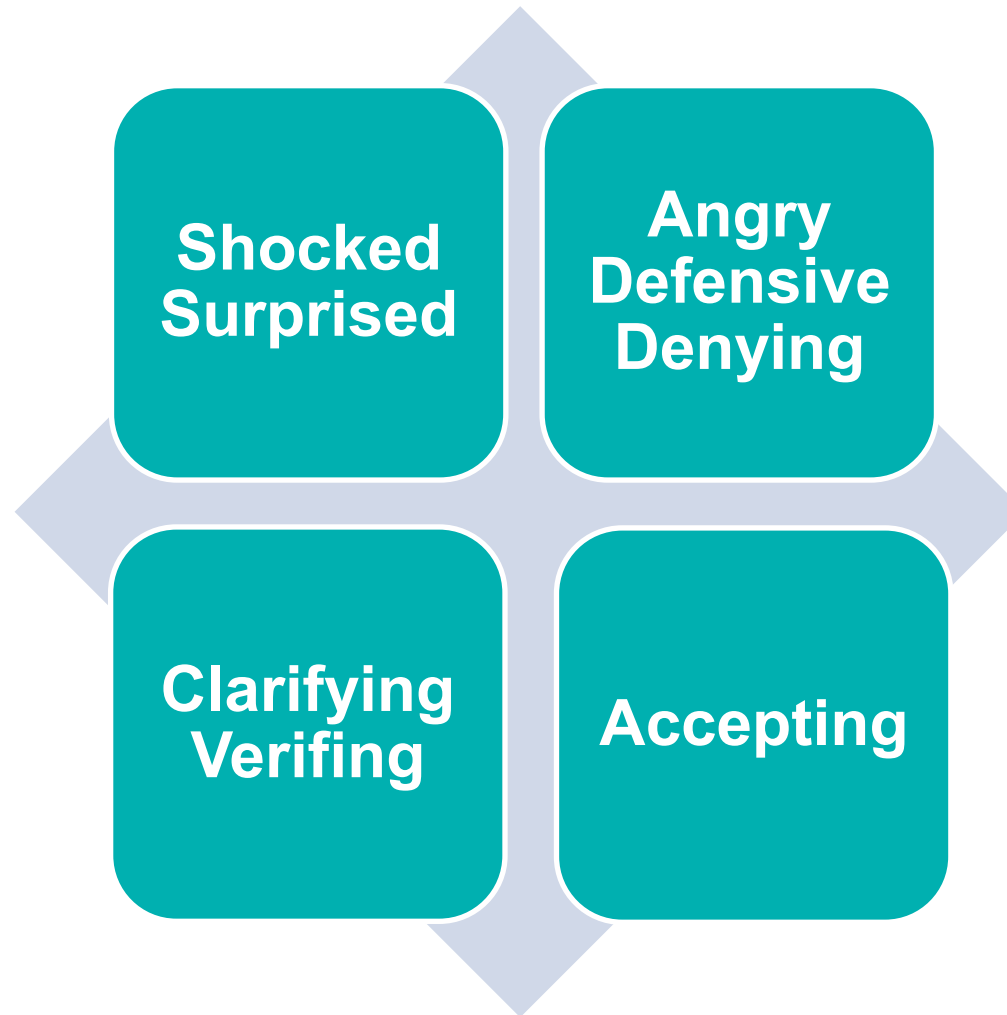 Shocked
Surprised
Angry
Defensive
Denying
Clarifying
Verifing
Accepting